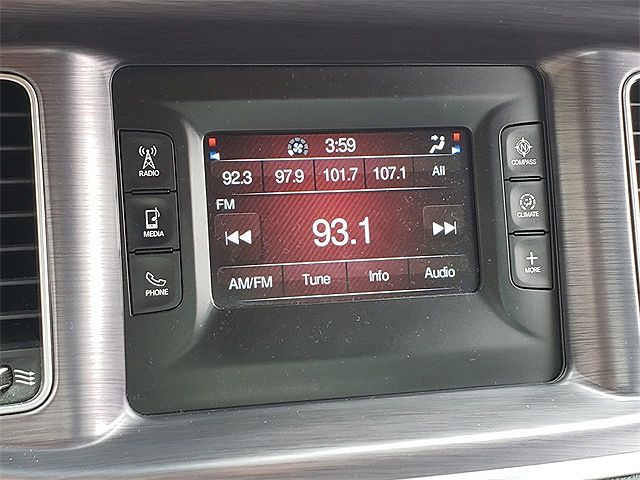 3:59
92.3 97.9 101.7 107.1 All
FM
93.1
AM/FM Tune Info Audio
RADIO
MEDIA
PHONE
N
COMPASS
CLIMATE
+
MORE